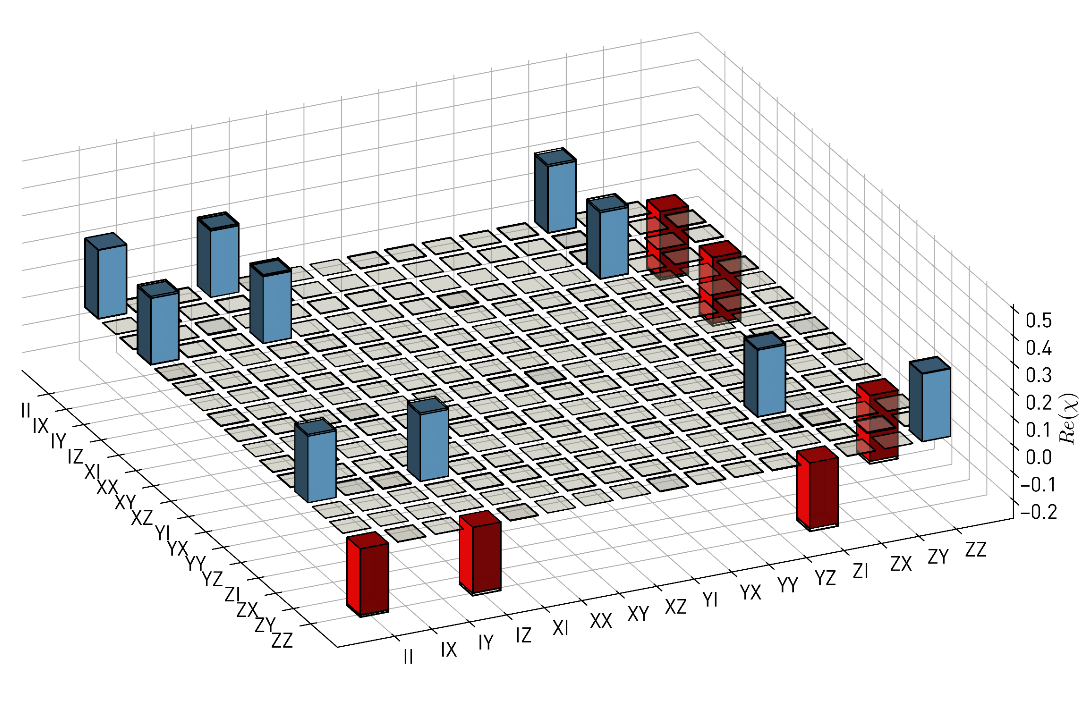 0.5
0.4
0.3
0.2
0.1
0.0
−0.1
−0.2
Re(χ)
II
IX
IY
IZ
XI
XX
XY
XZ
YI
YX
YY
YZ
ZI
ZX
ZY
ZZ
II
IX
IY
IZ
XI
XX
XY
XZ
YI
YX
YY
YZ
ZI
ZX
ZY
ZZ